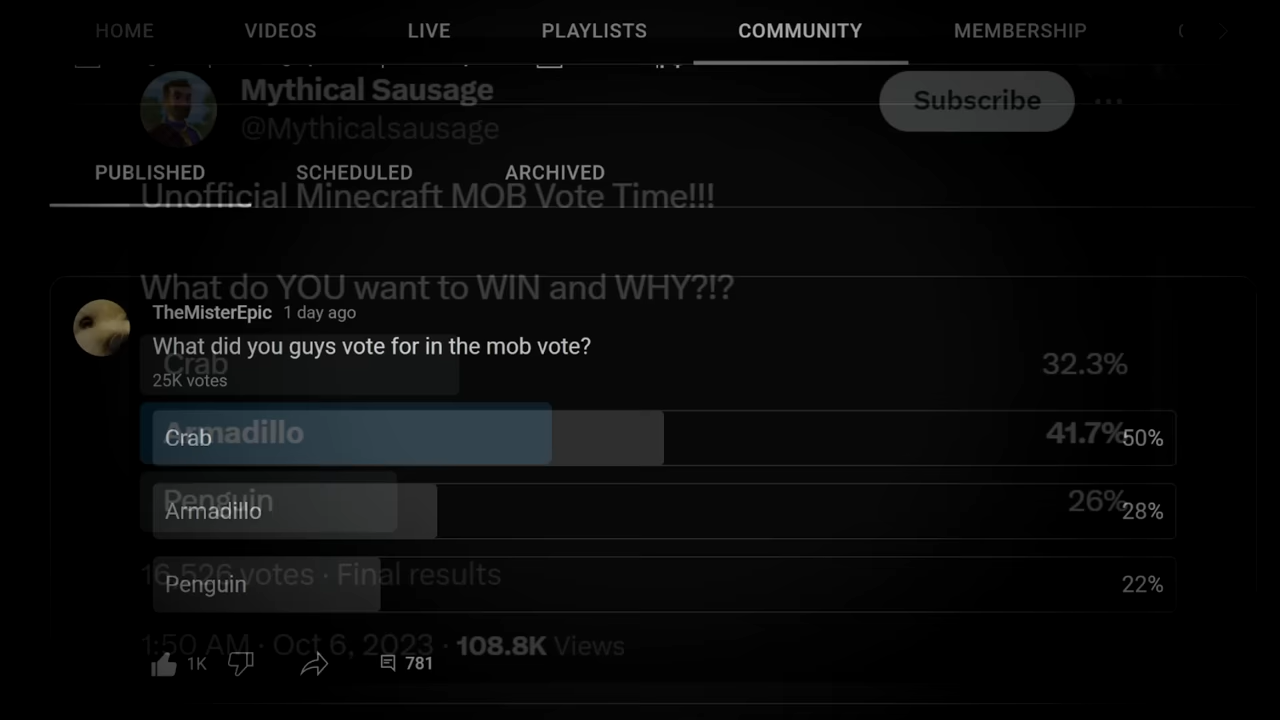 HOME VIDEOS LIVE PLAYLISTS COMMUNITY MEMBERSHIP
Mythical Sausage
@Mythicalsausage
Subscribe
PUBLISHED SCHEDULED ARCHIVED
Unofficial Minecraft MOB Vote Time!!!
What do YOU want to WIN and WHY?!?
TheMisterEpic 1 day ago
What did you guys vote for in the mob vote?
Crab 32.3%
25K votes
Armadillo 41.7%
Crab 50%
Penguin 26%
Armadillo 28%
16,526 votes · Final results
Penguin 22%
1:50 AM · Oct 6, 2023 · 108.8K Views
1K 781